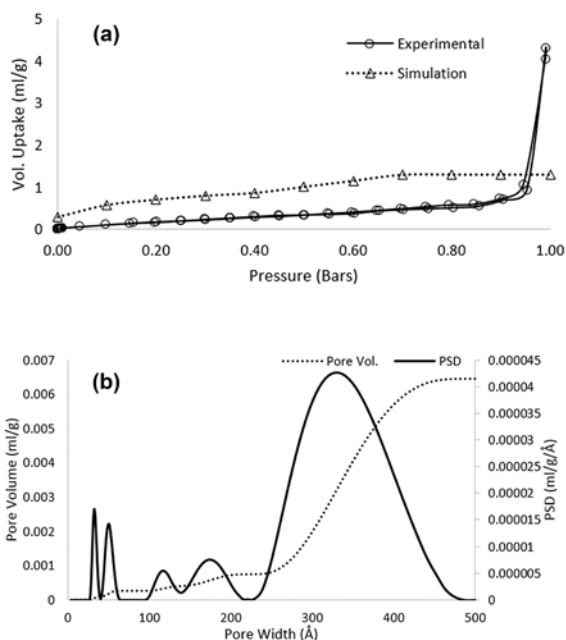 (a)
Experimental
Simulation
Vol. Uptake (ml/g)
5
4
3
2
1
0
0.00 0.20 0.40 0.60 0.80 1.00
Pressure (Bars)
(b)
Pore Vol. PSD
Pore Volume (ml/g)
0.007
0.006
0.005
0.004
0.003
0.002
0.001
0
0.000045
0.00004
0.000035
0.00003
0.000025
0.00002
0.000015
0.00001
0.000005
0
PSD (ml/g/Å)
0 100 200 300 400 500
Pore Width (Å)